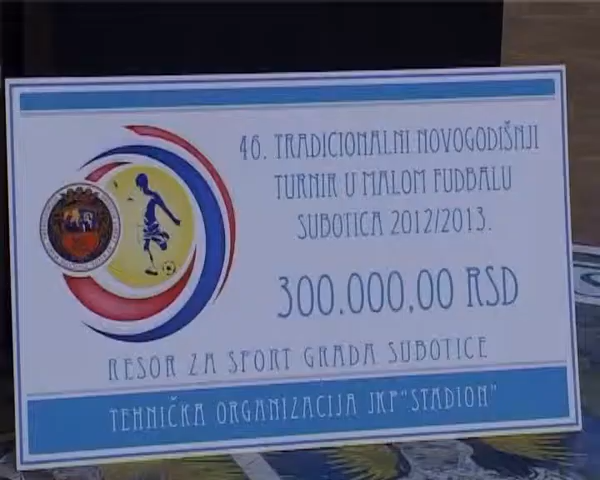 46. TRADICIONALNI NOVOGODIŠNJI
TURNIR U MALOM FUDBALU
SUBOTICA 2012/2013.
300.000,00 RSD
RESOR ZA SPORT GRADA SUBOTICE
TEHNIČKA ORGANIZACIJA JKP"STADION"